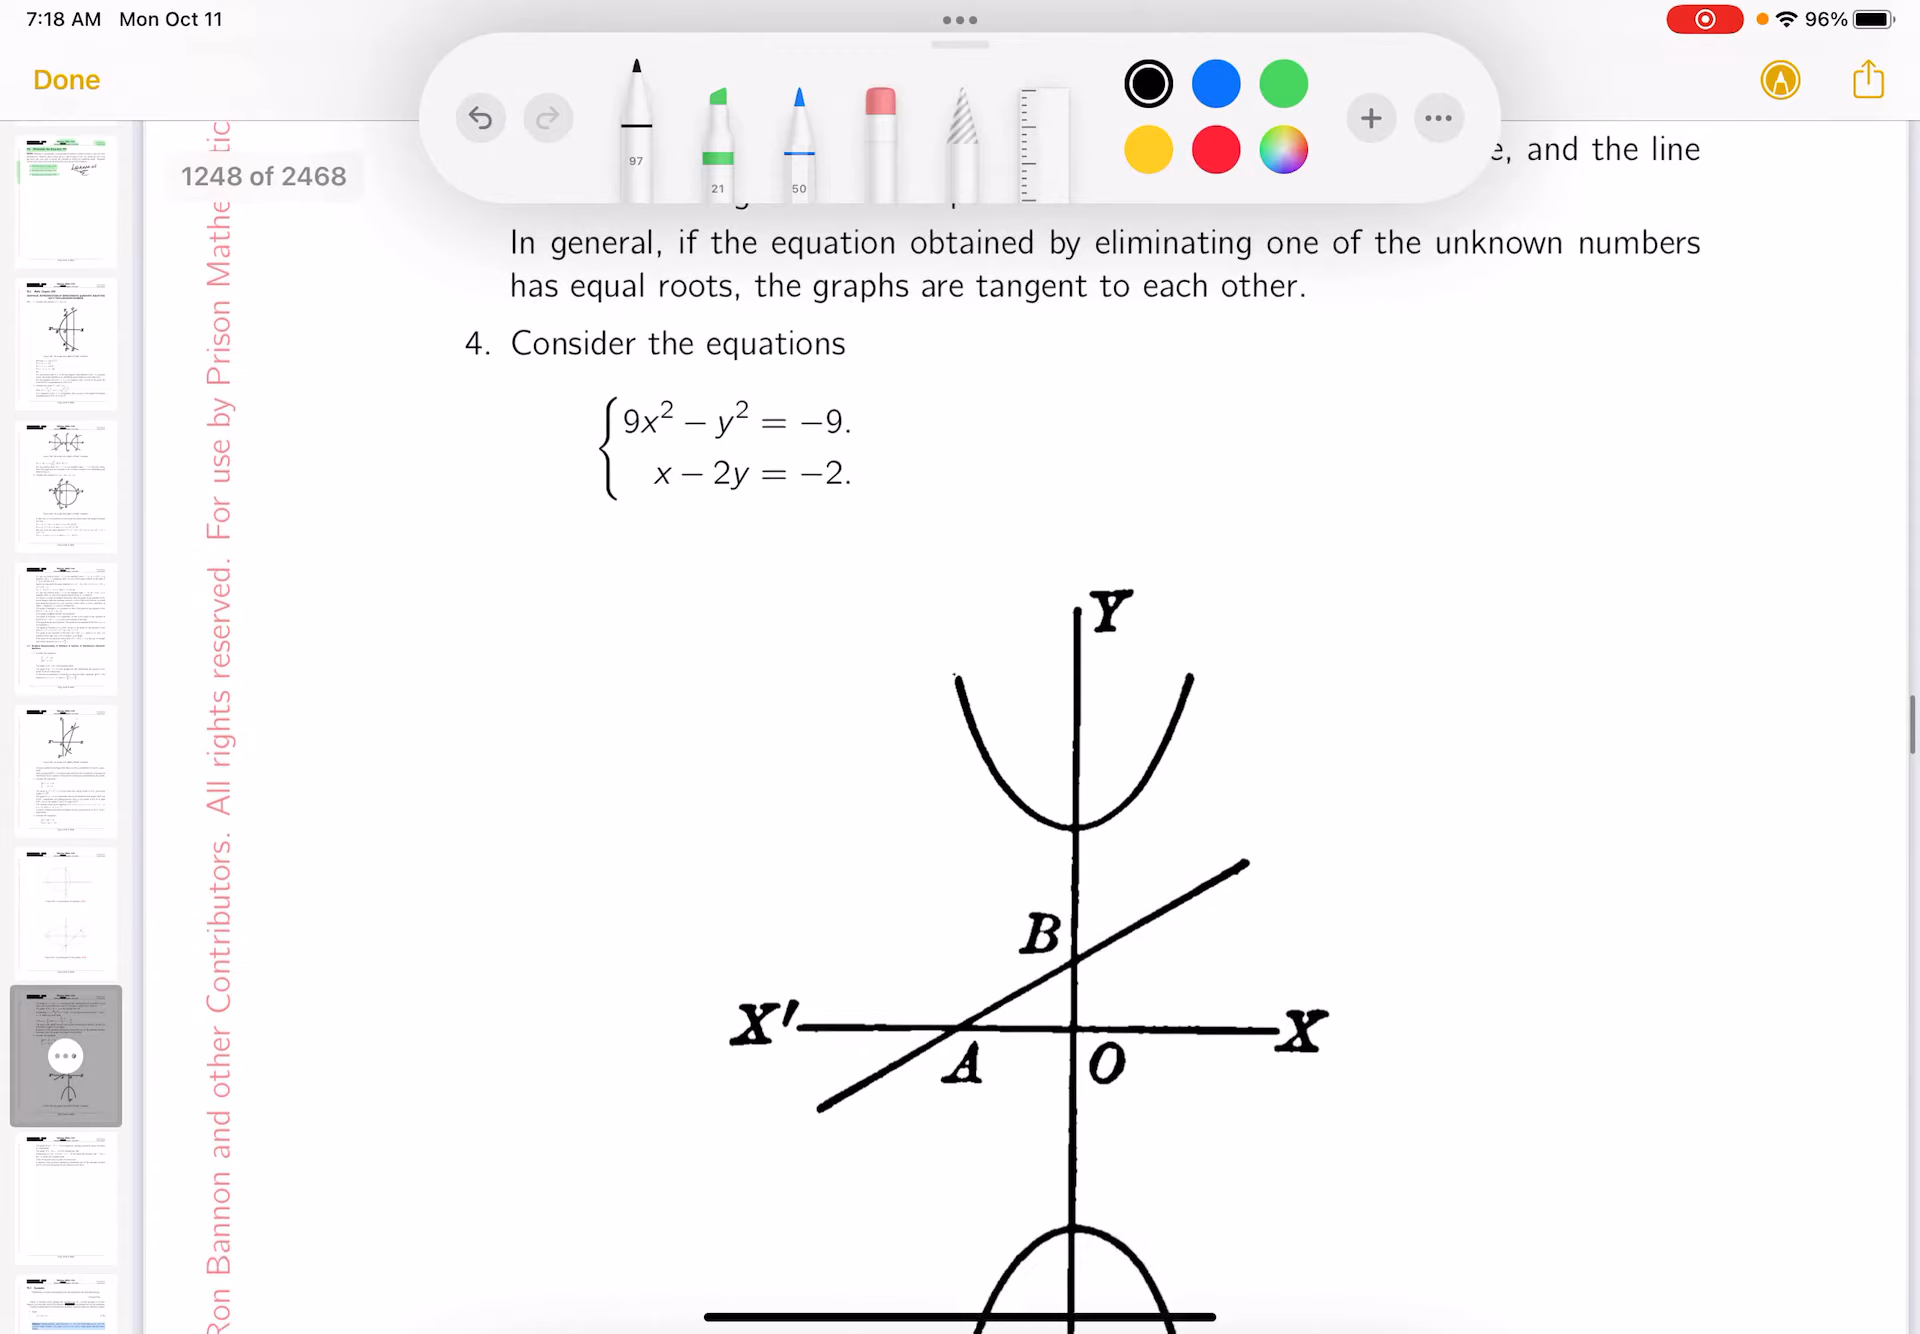 7:18 AM Mon Oct 11
96%
Done
97
21
50
1248 of 2468
e, and the line
In general, if the equation obtained by eliminating one of the unknown numbers
has equal roots, the graphs are tangent to each other.
4. Consider the equations
9x² − y² = −9.
x − 2y = −2.
Y
B
X′
X
A
O
Ron Bannon and other Contributors. All rights reserved. For use by Prison Mathe
tic